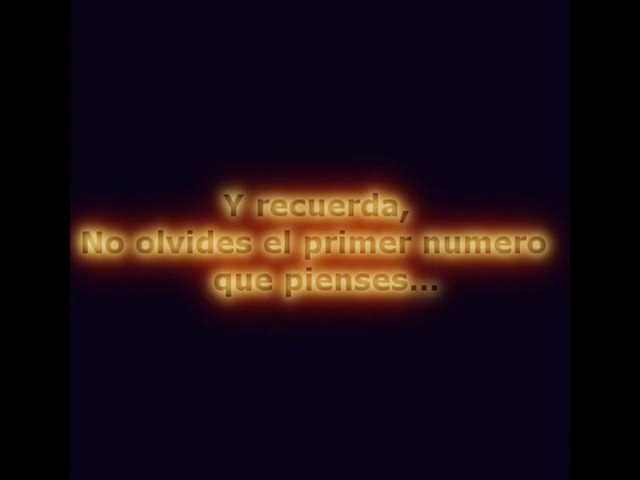 Y recuerda,
No olvides el primer numero
que pienses...